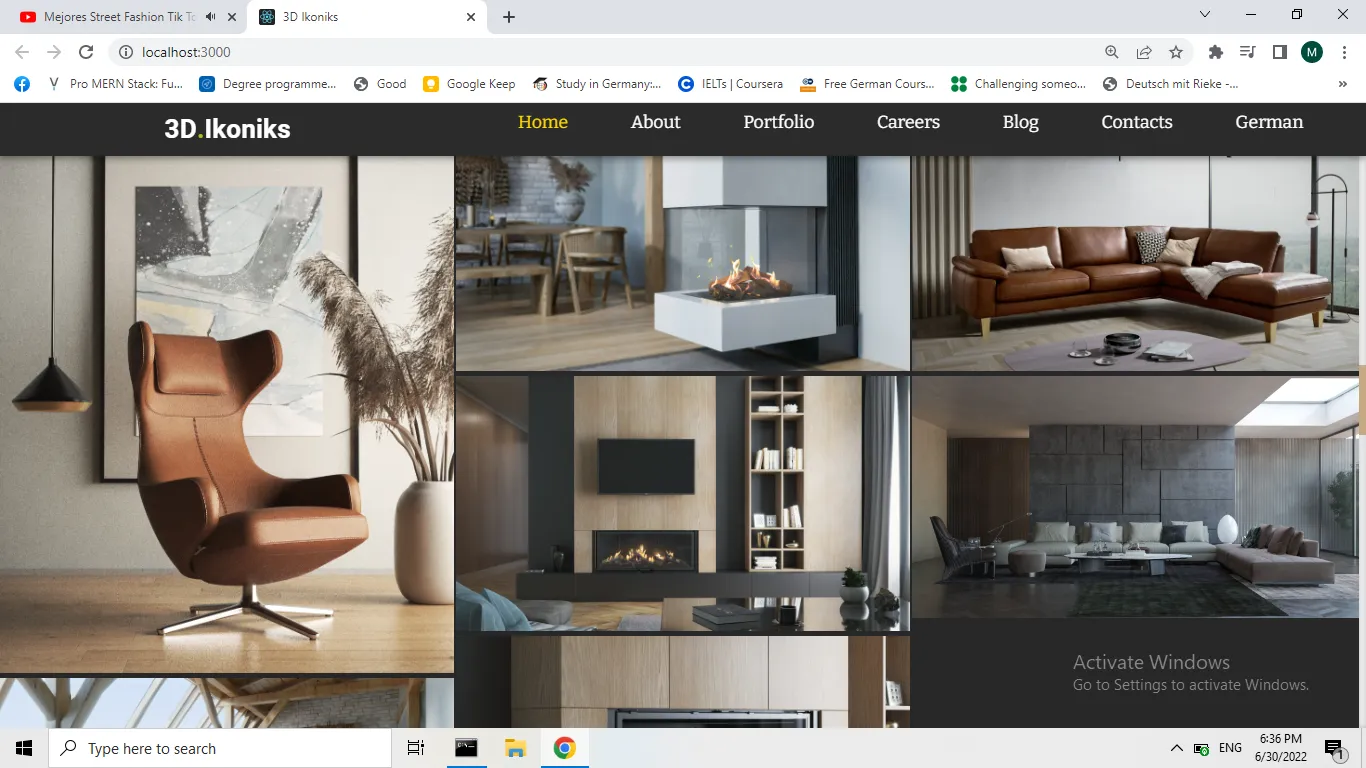 Mejores Street Fashion Tik To
3D Ikoniks
localhost:3000
M
Pro MERN Stack: Fu...
Degree programme...
Good
Google Keep
Study in Germany:...
IELTs | Coursera
Free German Cours...
Challenging someo...
Deutsch mit Rieke -...
»
3D.Ikoniks
Home
About
Portfolio
Careers
Blog
Contacts
German
Activate Windows
Go to Settings to activate Windows.
Type here to search
ENG
6:36 PM
6/30/2022
1